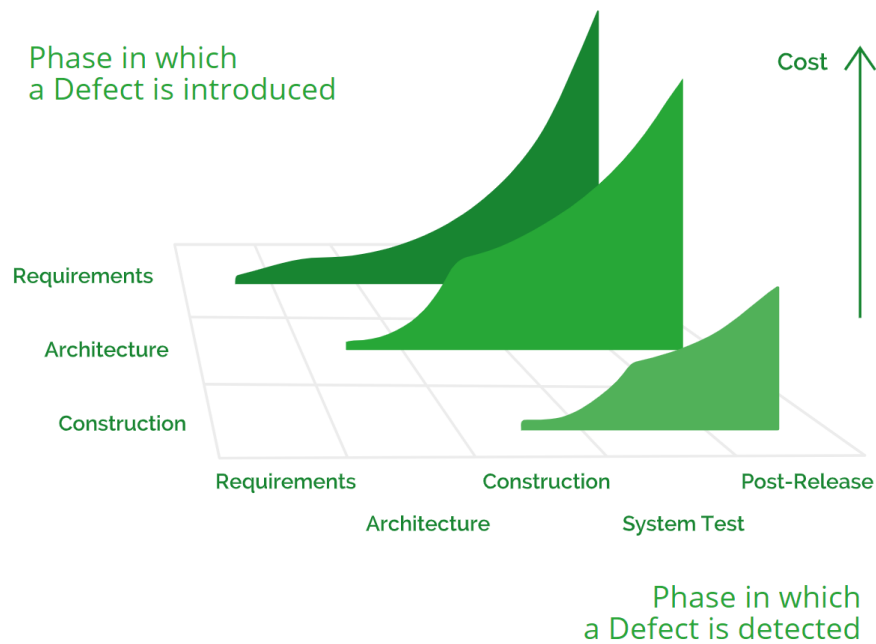 Phase in which
a Defect is introduced
Cost
Requirements
Architecture
Construction
Requirements
Construction
Post-Release
Architecture
System Test
Phase in which
a Defect is detected